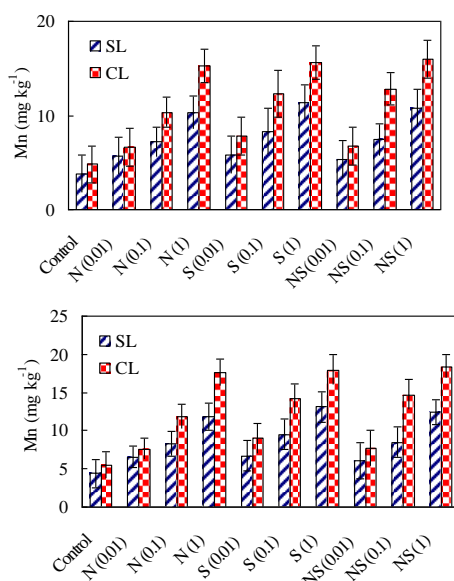 20
SL
CL
10
0
Mn (mg kg-1)
Control
N (0.01)
N (0.1)
N (1)
S (0.01)
S (0.1)
S (1)
NS (0.01)
NS (0.1)
NS (1)
25
SL
20
CL
15
10
5
0
Mn (mg kg-1)
Control
N (0.01)
N (0.1)
N (1)
S (0.01)
S (0.1)
S (1)
NS (0.01)
NS (0.1)
NS (1)